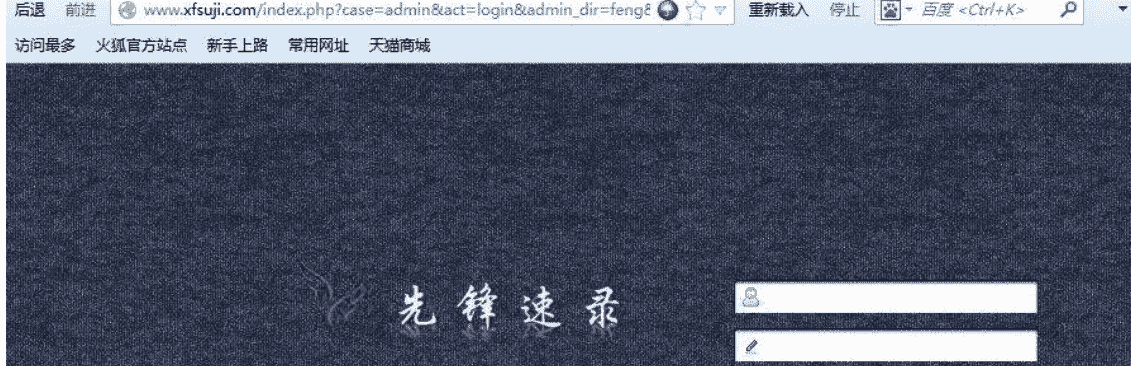 后退 前进 www.xfsuji.com/index.php?case=admin&act=login&admin_dir=feng& 重新载入 停止 百度 <Ctrl+K>
访问最多 火狐官方站点 新手上路 常用网址 天猫商城
先锋速录